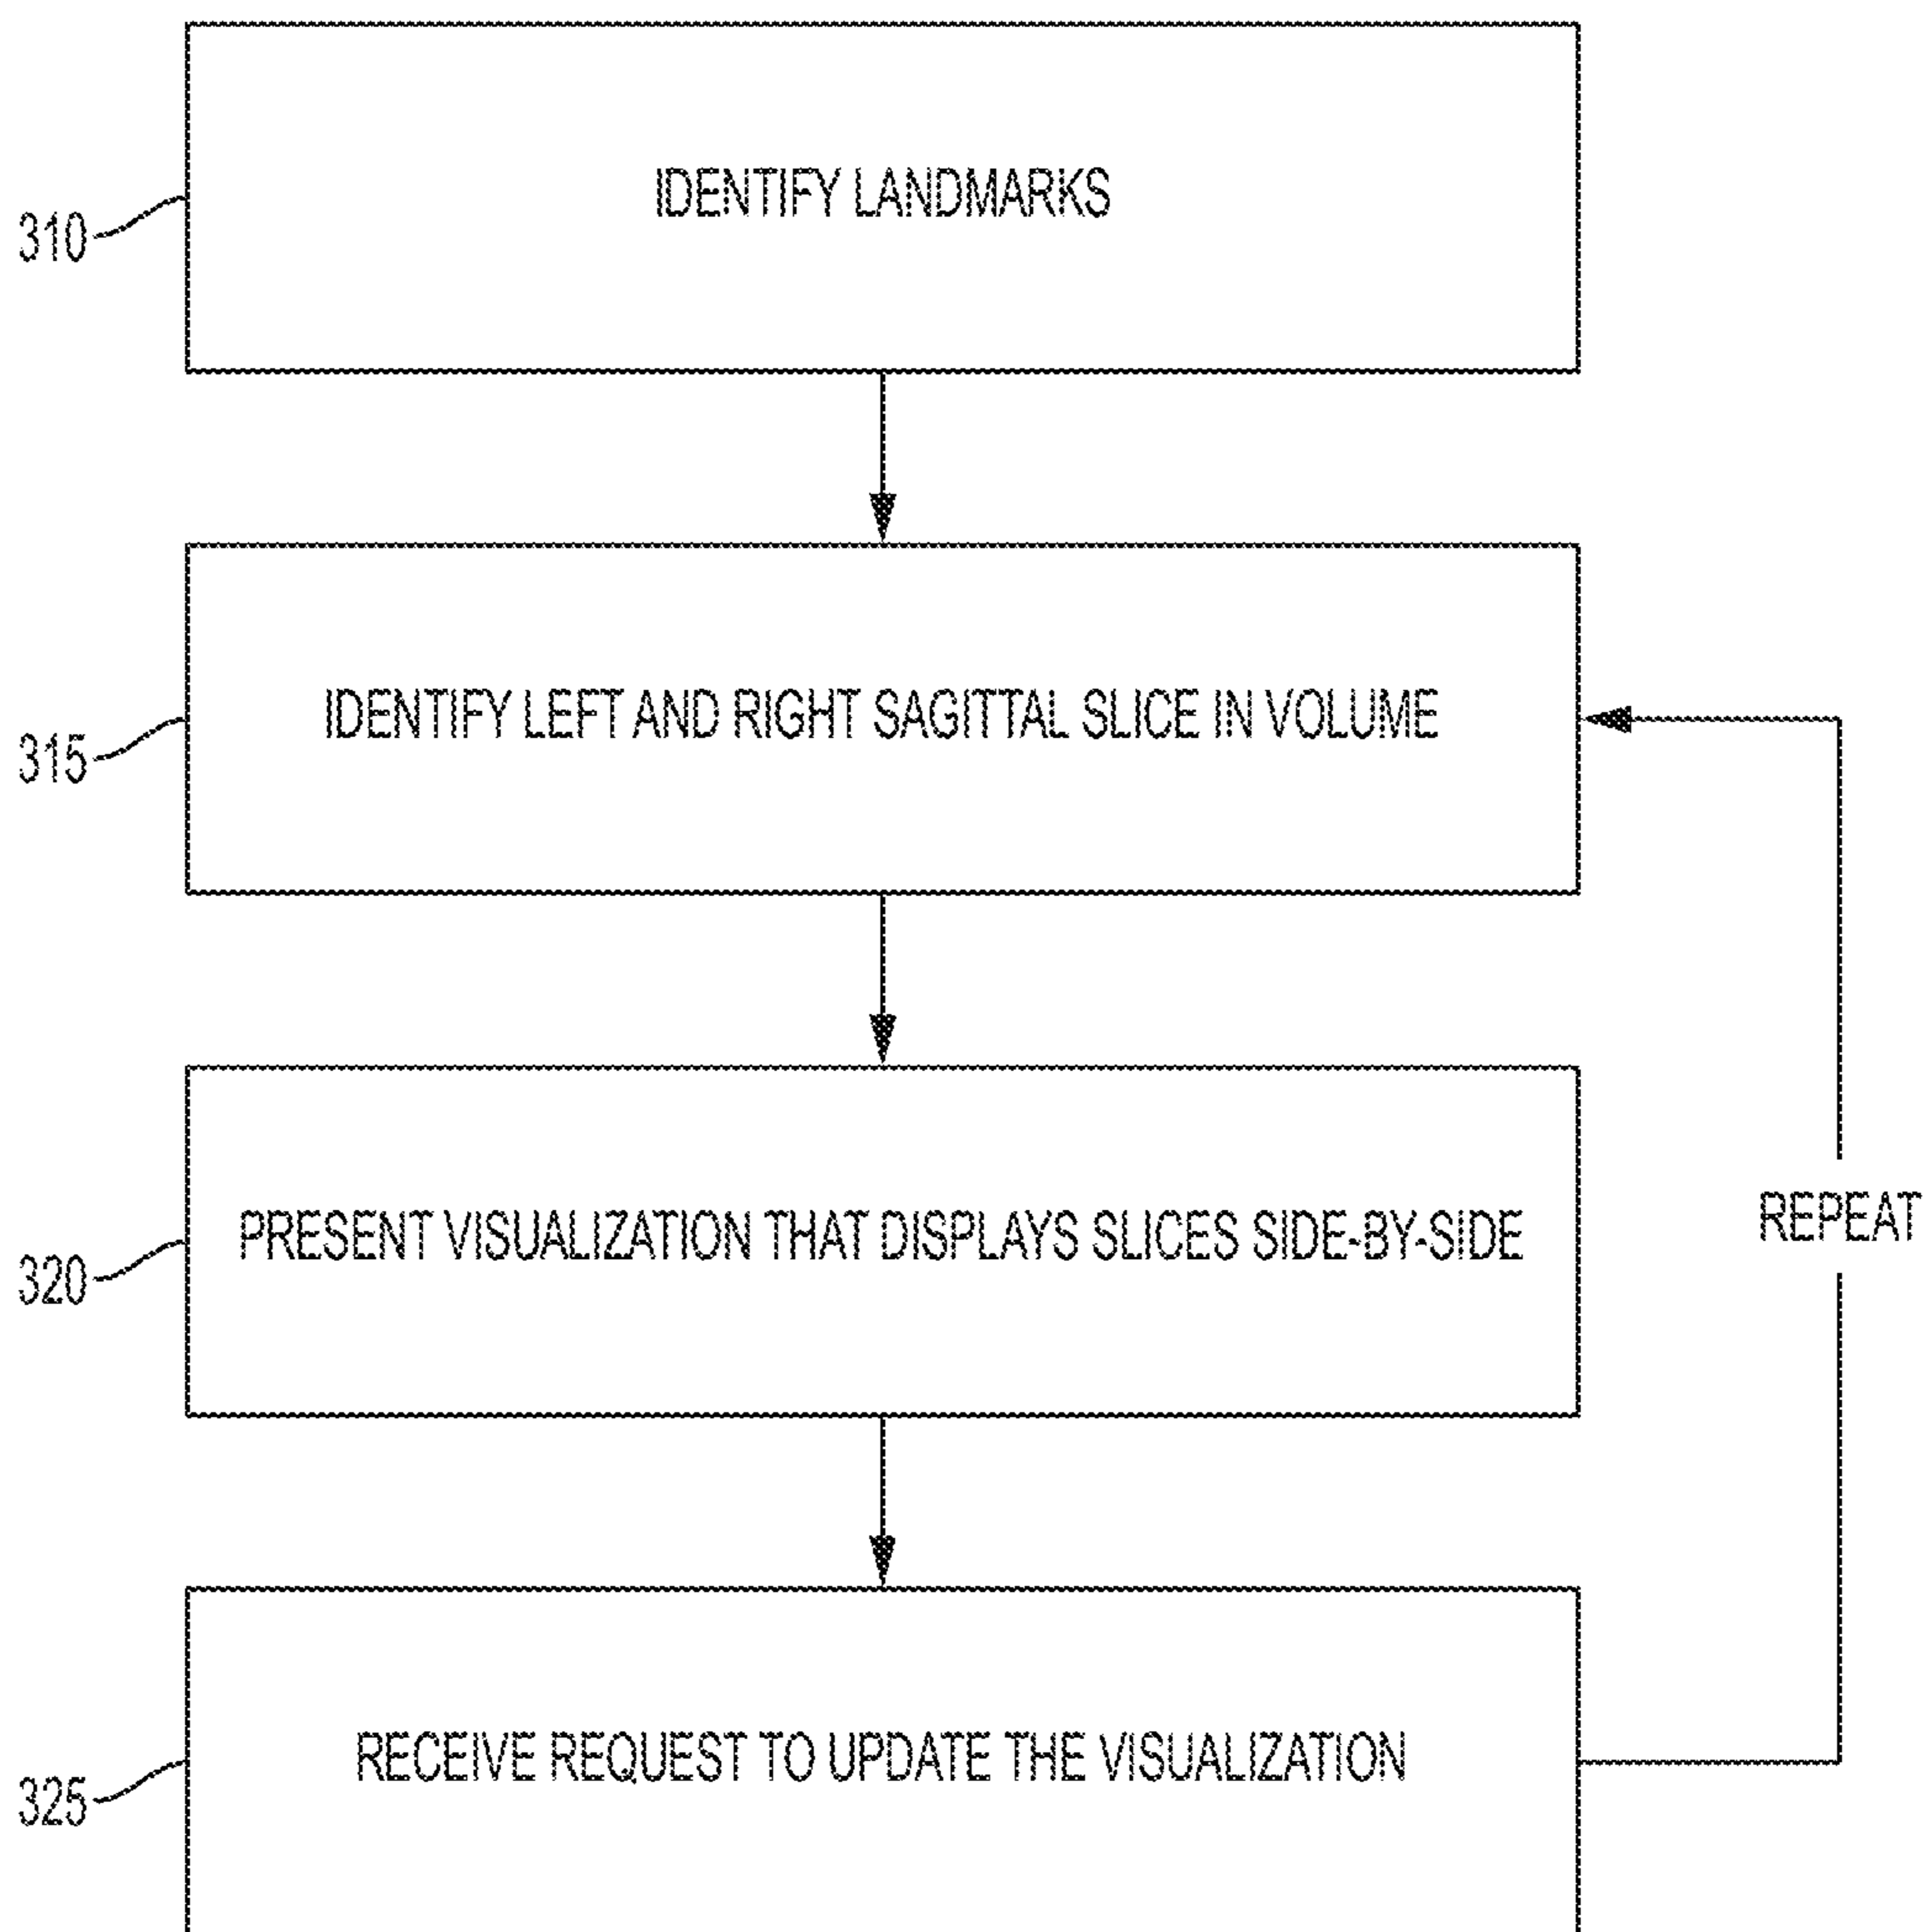 IDENTIFY LANDMARKS
310
IDENTIFY LEFT AND RIGHT SAGITTAL SLICE IN VOLUME
315
PRESENT VISUALIZATION THAT DISPLAYS SLICES SIDE-BY-SIDE
REPEAT
320
RECEIVE REQUEST TO UPDATE THE VISUALIZATION
325